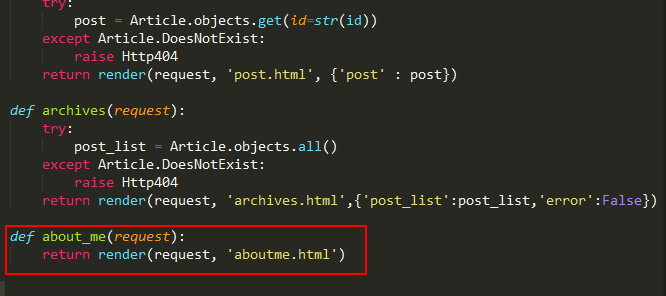 try:
post = Article.objects.get(id=str(id))
except Article.DoesNotExist:
raise Http404
return render(request, 'post.html', {'post' : post})
def archives(request):
try:
post_list = Article.objects.all()
except Article.DoesNotExist:
raise Http404
return render(request, 'archives.html',{'post_list':post_list,'error':False})
def about_me(request):
return render(request, 'aboutme.html')